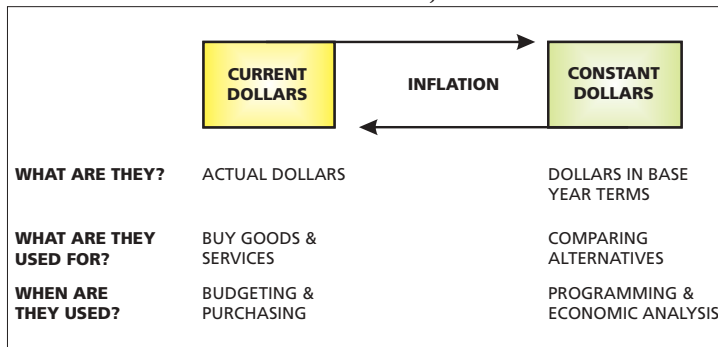 CURRENT
DOLLARS
INFLATION
CONSTANT
DOLLARS
WHAT ARE THEY?
ACTUAL DOLLARS
DOLLARS IN BASE
YEAR TERMS
WHAT ARE THEY
USED FOR?
BUY GOODS &
SERVICES
COMPARING
ALTERNATIVES
WHEN ARE
THEY USED?
BUDGETING &
PURCHASING
PROGRAMMING &
ECONOMIC ANALYSIS